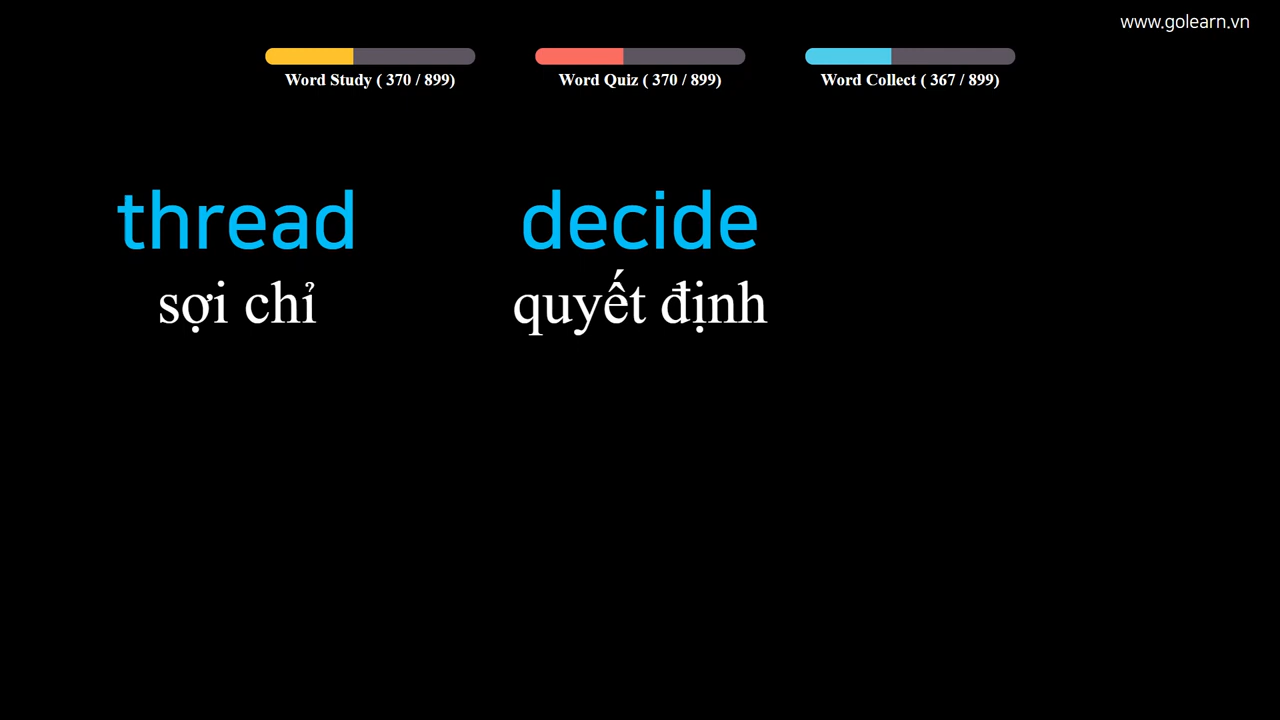 www.golearn.vn
Word Study ( 370 / 899) Word Quiz ( 370 / 899) Word Collect ( 367 / 899)
thread decide
sợi chỉ quyết định